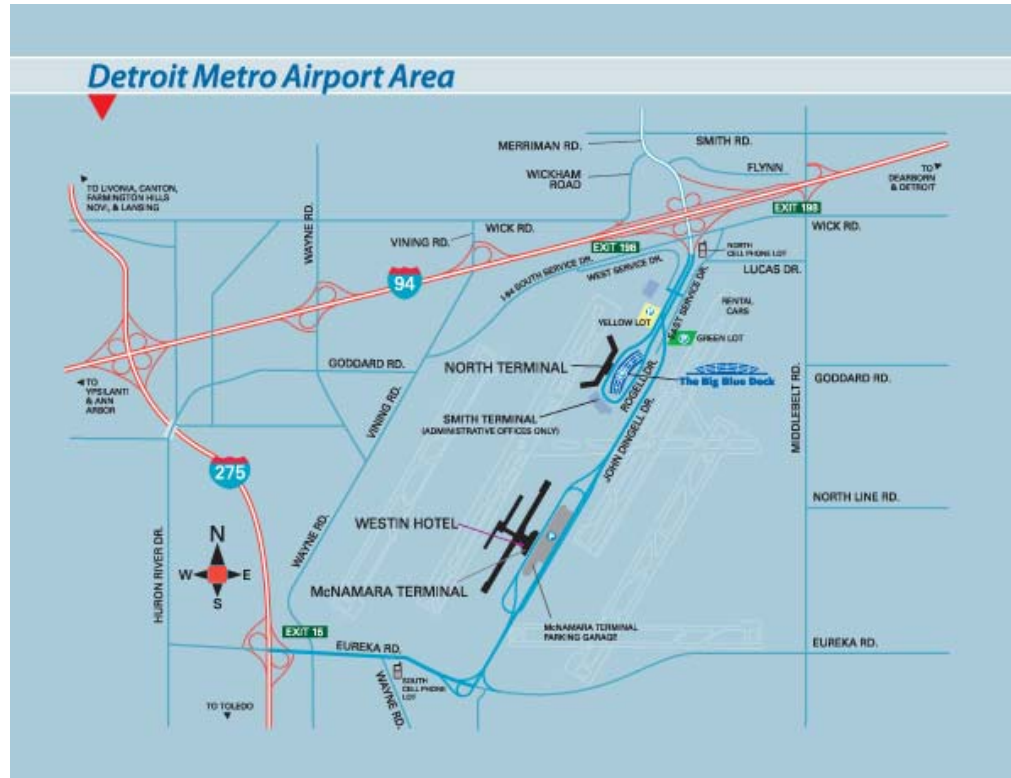 Detroit Metro Airport Area
MERRIMAN RD.
SMITH RD.
WICKHAM
ROAD
FLYNN
TO
DEARBORN
& DETROIT
TO LIVONIA, CANTON,
FARMINGTON HILLS
NOVI, & LANSING
WAYNE RD.
EXIT 198
VINING RD.
WICK RD.
WICK RD.
EXIT 198
NORTH
CELL PHONE LOT
I-94 SOUTH SERVICE DR.
WEST SERVICE DR.
LUCAS DR.
94
EAST SERVICE DR.
RENTAL
CARS
YELLOW LOT
GREEN LOT
GODDARD RD.
NORTH TERMINAL
The Big Blue Deck
GODDARD RD.
TO
YPSILANTI
& ANN
ARBOR
ROGELL DR.
MIDDLEBELT RD.
VINING RD.
SMITH TERMINAL
(ADMINISTRATIVE OFFICES ONLY)
JOHN DINGELL DR.
275
NORTH LINE RD.
WESTIN HOTEL
N
W
E
S
HURON RIVER DR.
WAYNE RD.
McNAMARA TERMINAL
McNAMARA TERMINAL
PARKING GARAGE
EXIT 15
EUREKA RD.
EUREKA RD.
SOUTH
CELL PHONE
LOT
WAYNE RD.
TO TOLEDO